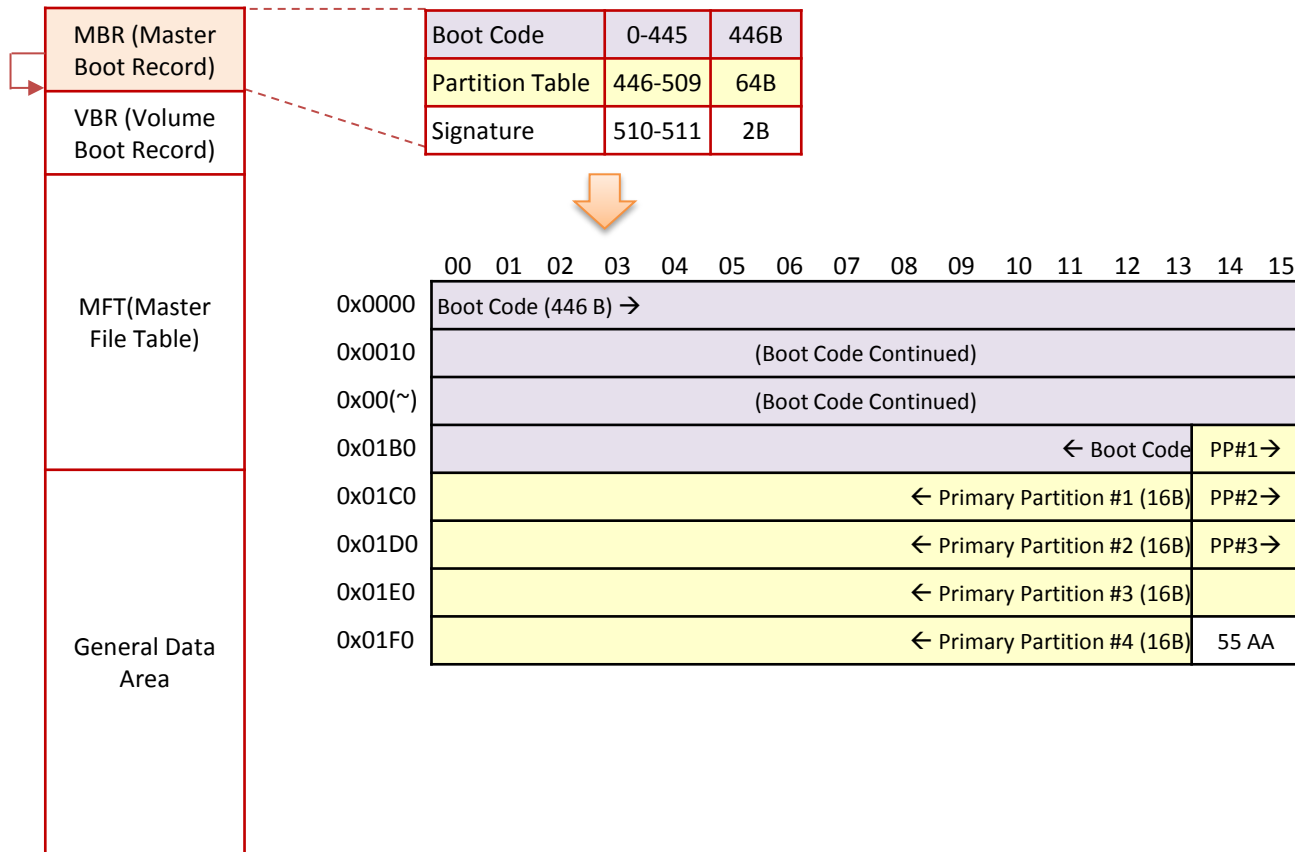 MBR (Master
Boot Record)
VBR (Volume
Boot Record)
MFT(Master
File Table)
General Data
Area
Boot Code 0-445 446B
Partition Table 446-509 64B
Signature 510-511 2B
00 01 02 03 04 05 06 07 08 09 10 11 12 13 14 15
0x0000 Boot Code (446 B) →
0x0010 (Boot Code Continued)
0x00(~) (Boot Code Continued)
0x01B0 ← Boot Code PP#1→
0x01C0 ← Primary Partition #1 (16B) PP#2→
0x01D0 ← Primary Partition #2 (16B) PP#3→
0x01E0 ← Primary Partition #3 (16B)
0x01F0 ← Primary Partition #4 (16B) 55 AA